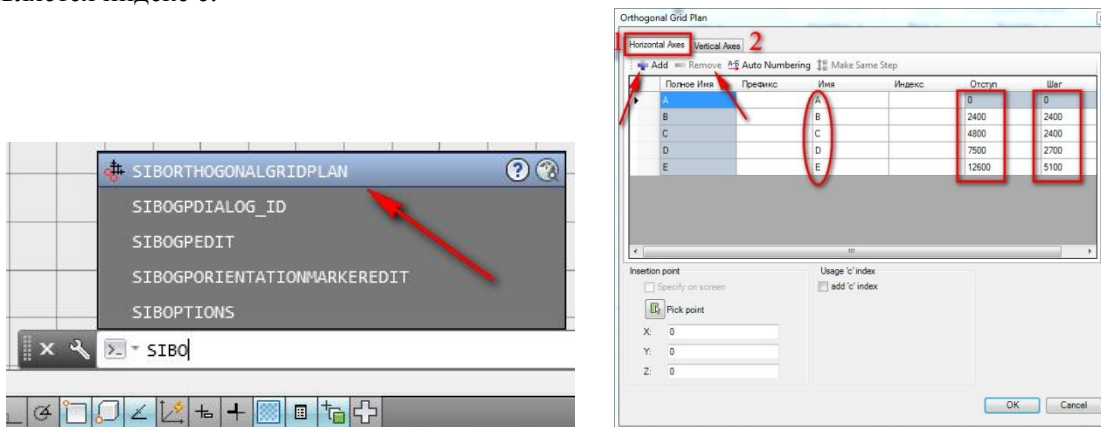 Orthogonal Grid Plan
1 Horizontal Axes Vertical Axes 2
Add Remove Auto Numbering Make Same Step
Полное Имя Префикс Имя Индекс Отступ Шаг
A A 0 0
B B 2400 2400
C C 4800 2400
D D 7500 2700
E E 12600 5100
Insertion point
Specify on screen
Pick point
X: 0
Y: 0
Z: 0
Usage 'c' index
add 'c' index
OK Cancel
SIBORTHOGONALGRIDPLAN
SIBOGPDIALOG_ID
SIBOGPEDIT
SIBOGPORIENTATIONMARKEREDIT
SIBOPTIONS
SIBO